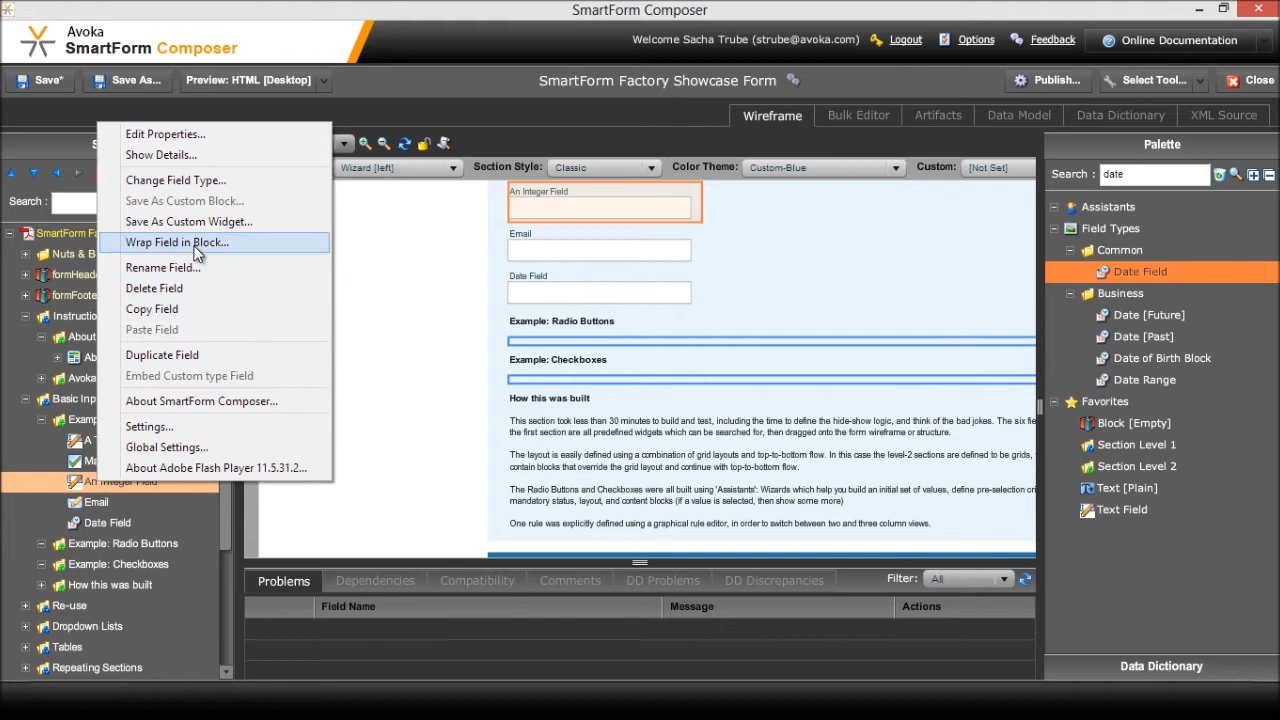 SmartForm Composer
Avoka
SmartForm Composer
Welcome Sacha Trube (strube@avoka.com)
Logout
Options
Feedback
Online Documentation
Save*
Save As...
Preview: HTML [Desktop]
SmartForm Factory Showcase Form
Publish...
Select Tool...
Close
Wireframe
Bulk Editor
Artifacts
Data Model
Data Dictionary
XML Source
Wizard [left]
Section Style:
Classic
Color Theme:
Custom-Blue
Custom:
[Not Set]
Search :
SmartForm Fa
Nuts & B
formHead
formFoote
Instruction
About
Ab
Avoka
Basic Inp
Examp
A T
Ma
An Integer Field
Email
Date Field
Example: Radio Buttons
Example: Checkboxes
How this was built
Re-use
Dropdown Lists
Tables
Repeating Sections
Edit Properties...
Show Details...
Change Field Type...
Save As Custom Block...
Save As Custom Widget...
Wrap Field in Block...
Rename Field...
Delete Field
Copy Field
Paste Field
Duplicate Field
Embed Custom type Field
About SmartForm Composer...
Settings...
Global Settings...
About Adobe Flash Player 11.5.31.2...
An Integer Field
Email
Date Field
Example: Radio Buttons
Example: Checkboxes
How this was built
This section took less than 30 minutes to build and test, including the time to define the hide-show logic, and think of the bad jokes. The six fie
the first section are all predefined widgets which can be searched for, then dragged onto the form wireframe or structure.
The layout is easily defined using a combination of grid layouts and top-to-bottom flow. In this case the level-2 sections are defined to be grids,
contain blocks that override the grid layout and continue with top-to-bottom flow.
The Radio Buttons and Checkboxes were all built using 'Assistants': Wizards which help you build an initial set of values, define pre-selection cri
mandatory status, layout, and content blocks (if a value is selected, then show some more)
One rule was explicitly defined using a graphical rule editor, in order to switch between two and three column views.
Problems
Dependencies
Compatibility
Comments
DD Problems
DD Discrepancies
Filter:
All
Field Name
Message
Actions
Palette
Search :
date
Assistants
Field Types
Common
Date Field
Business
Date [Future]
Date [Past]
Date of Birth Block
Date Range
Favorites
Block [Empty]
Section Level 1
Section Level 2
Text [Plain]
Text Field
Data Dictionary